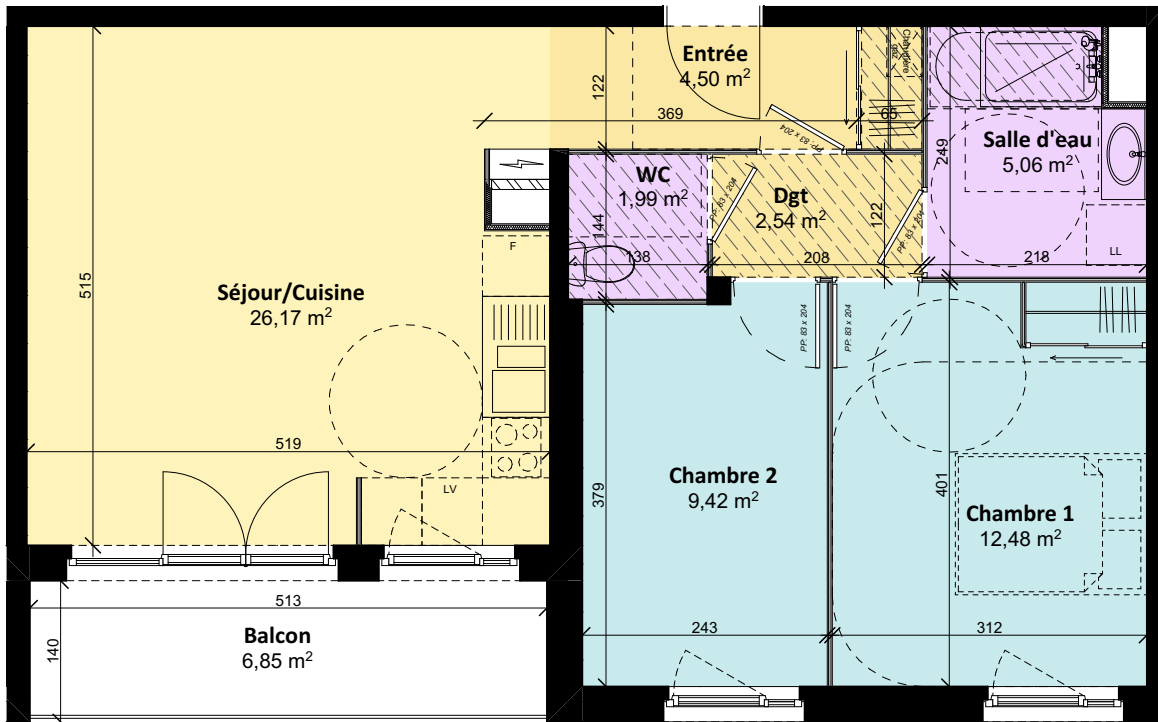 Entrée
4,50 m²
122
369
65
Chaudière
gaz
PP: 83 x 204
Salle d'eau
5,06 m²
249
WC
1,99 m²
144
138
PP: 83 x 204
Dgt
2,54 m²
122
208
PP: 83 x 204
218
LL
F
515
Séjour/Cuisine
26,17 m²
519
LV
PP: 83 x 204
PP: 83 x 204
Chambre 2
9,42 m²
379
243
401
Chambre 1
12,48 m²
312
513
Balcon
6,85 m²
140